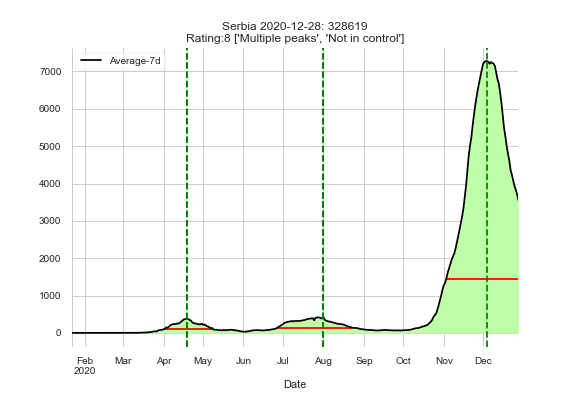 Serbia 2020-12-28: 328619
Rating:8 ['Multiple peaks', 'Not in control']
Average-7d
7000
6000
5000
4000
3000
2000
1000
0
Feb Mar Apr May Jun Jul Aug Sep Oct Nov Dec
2020
Date